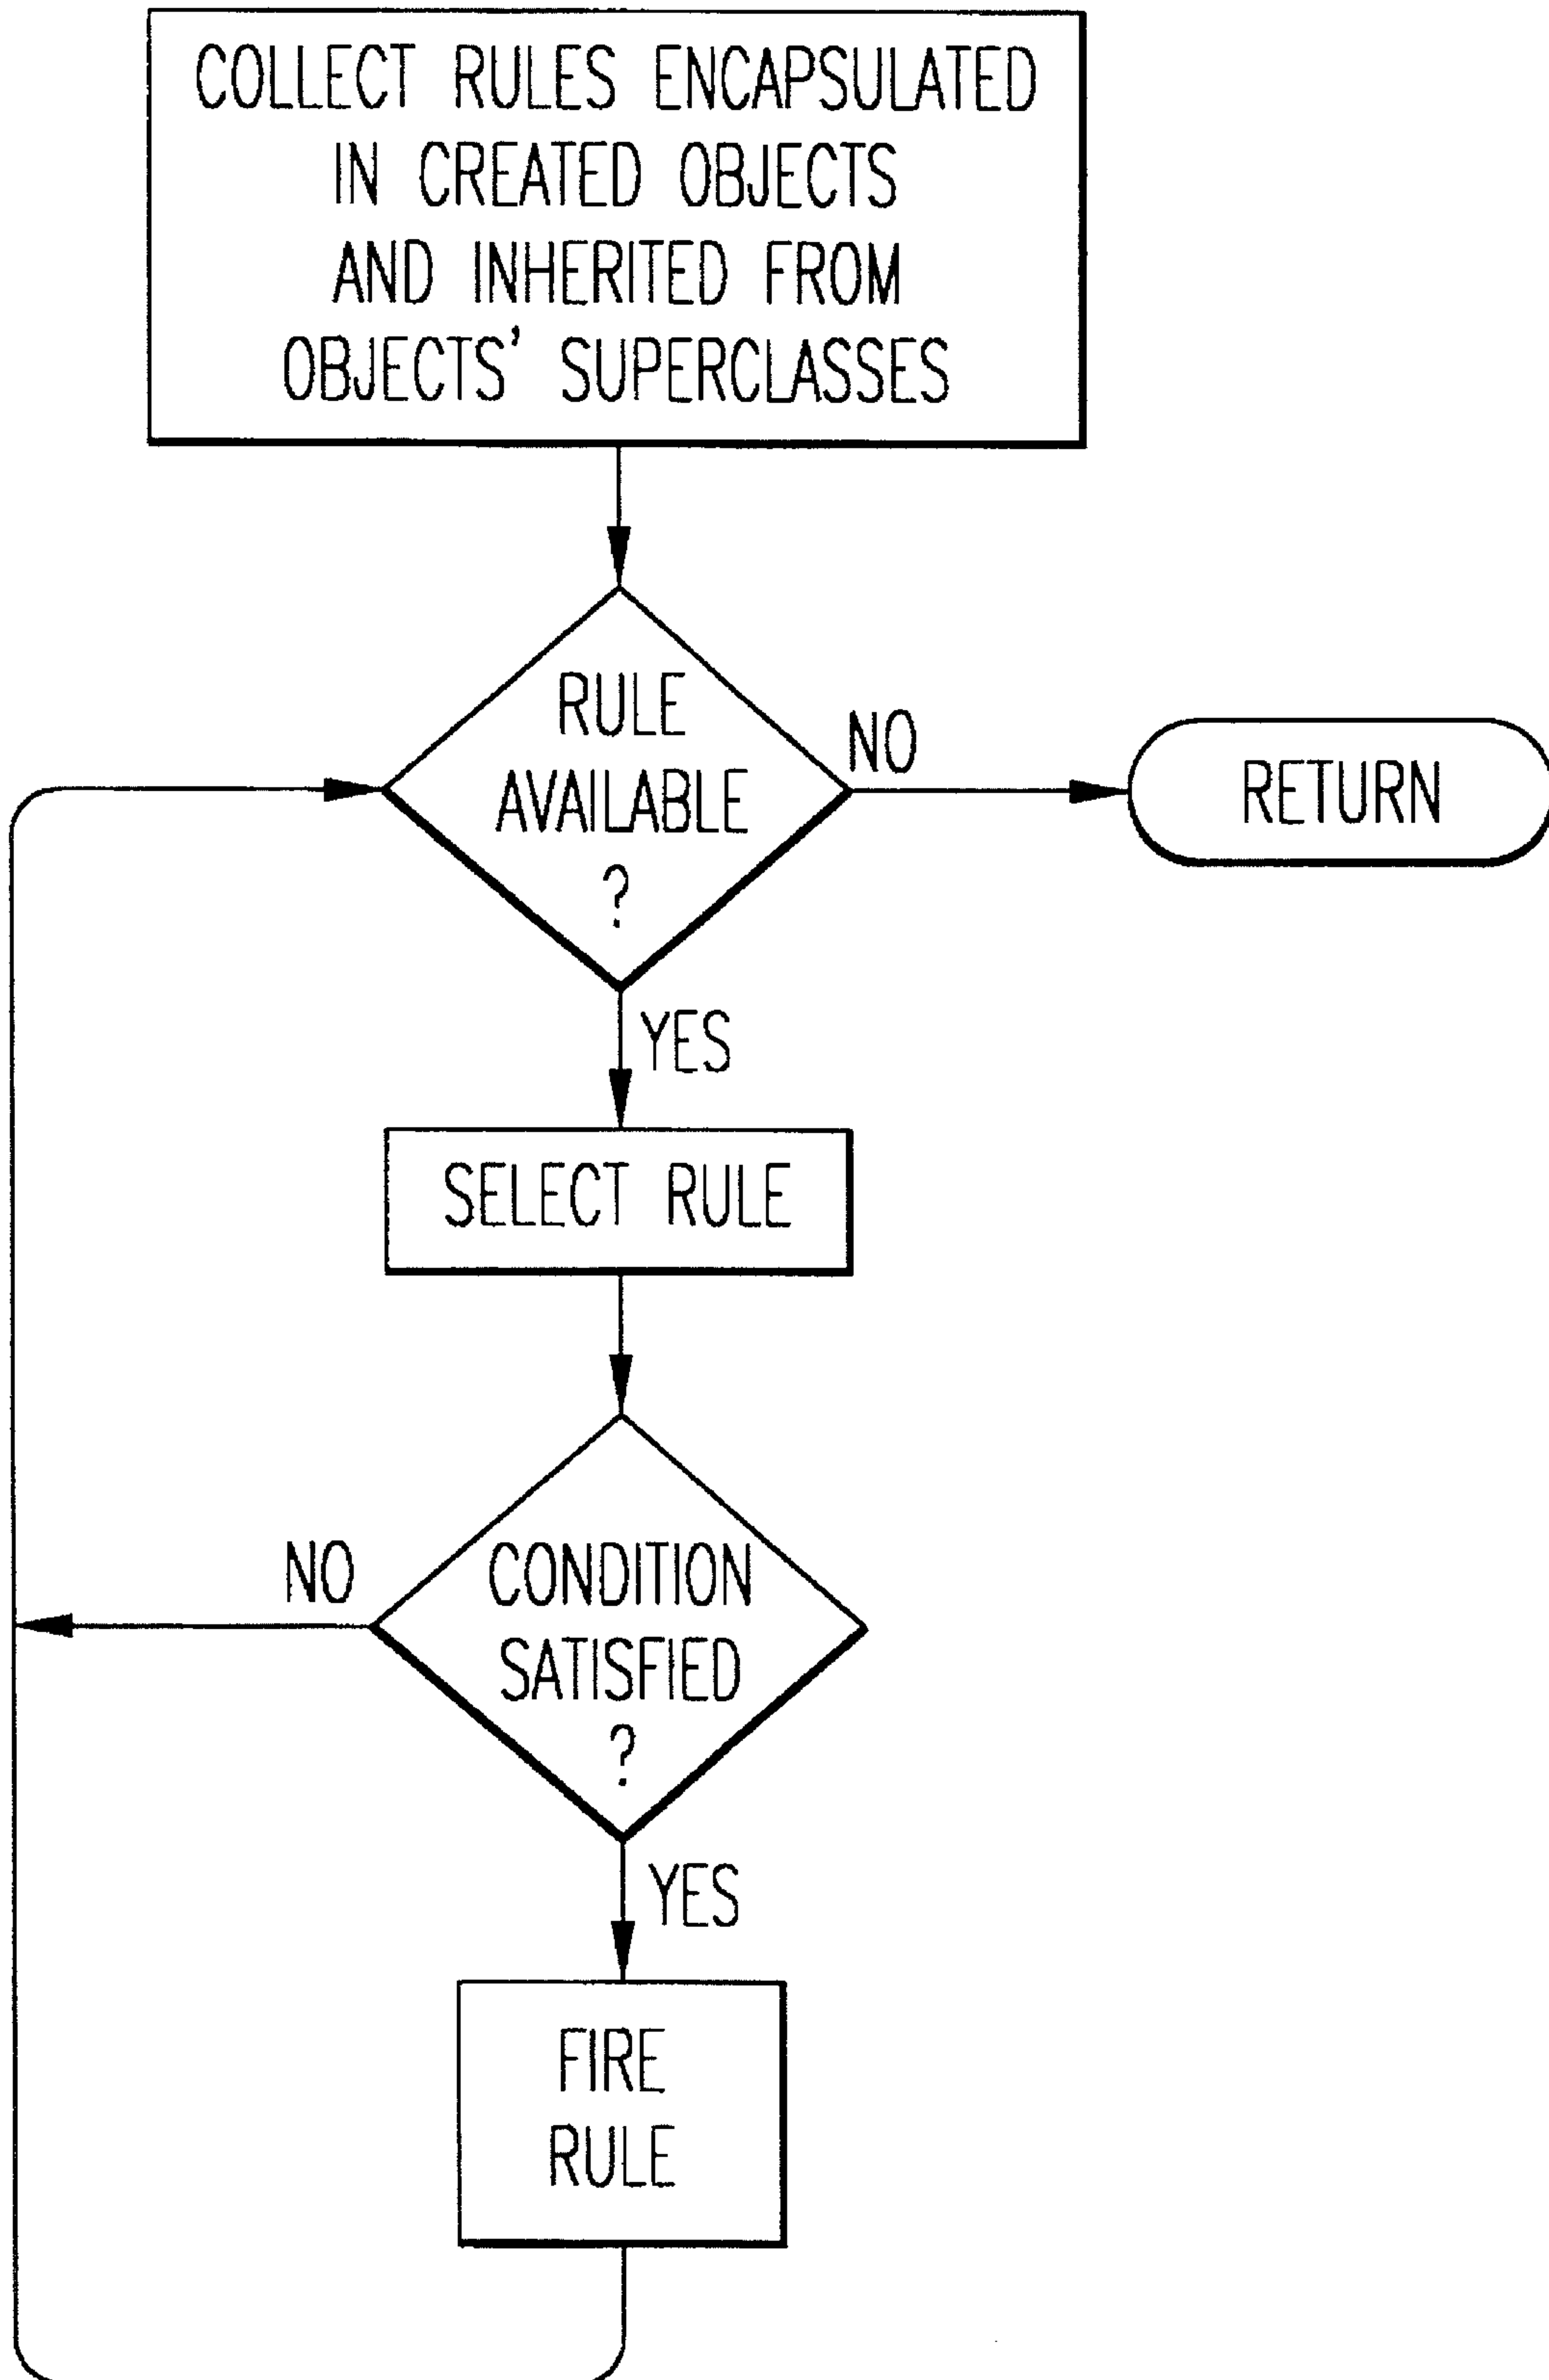 COLLECT RULES ENCAPSULATED
IN CREATED OBJECTS
AND INHERITED FROM
OBJECTS' SUPERCLASSES
RULE
AVAILABLE
?
NO
RETURN
YES
SELECT RULE
CONDITION
SATISFIED
?
NO
YES
FIRE
RULE